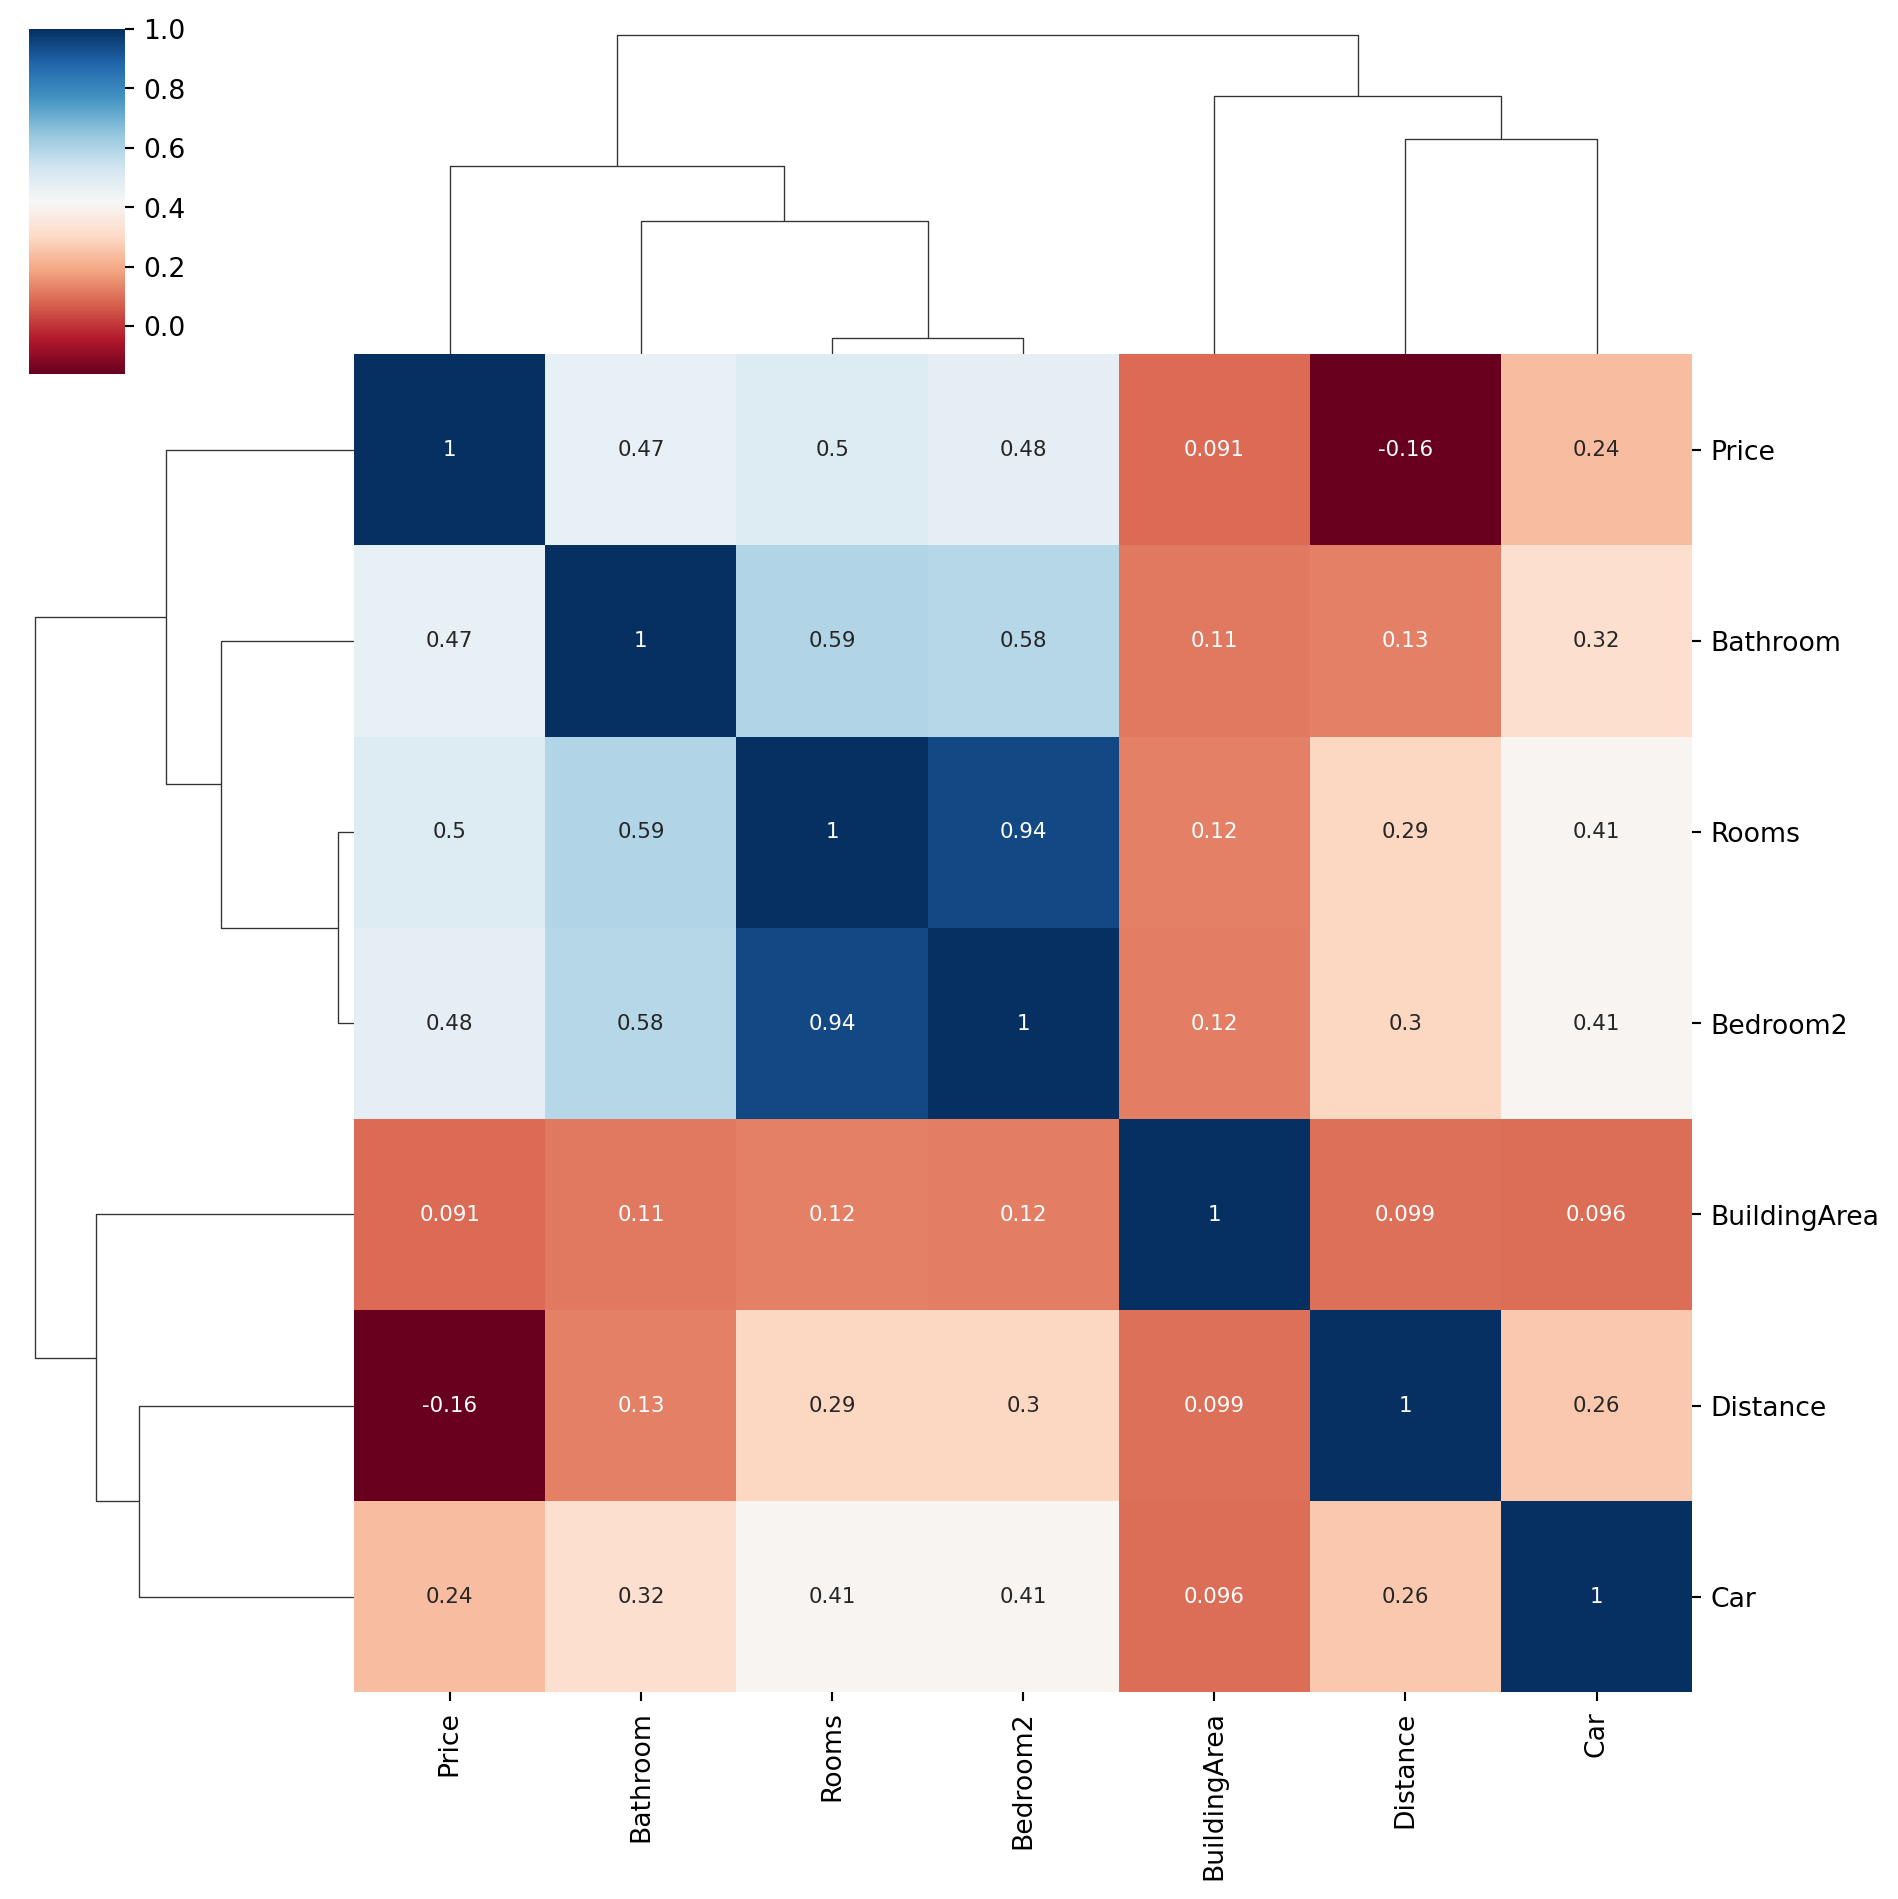 1.0
0.8
0.6
0.4
0.2
0.0
1 0.47 0.5 0.48 0.091 -0.16 0.24 Price
0.47 1 0.59 0.58 0.11 0.13 0.32 Bathroom
0.5 0.59 1 0.94 0.12 0.29 0.41 Rooms
0.48 0.58 0.94 1 0.12 0.3 0.41 Bedroom2
0.091 0.11 0.12 0.12 1 0.099 0.096 BuildingArea
-0.16 0.13 0.29 0.3 0.099 1 0.26 Distance
0.24 0.32 0.41 0.41 0.096 0.26 1 Car
Price
Bathroom
Rooms
Bedroom2
BuildingArea
Distance
Car